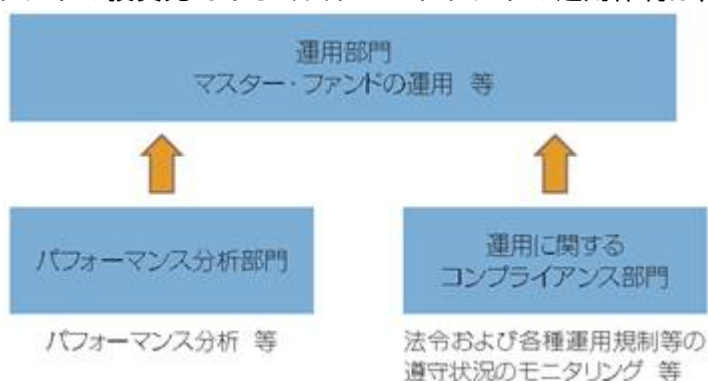 運用部門
マスター・ファンドの運用 等
パフォーマンス分析部門
運用に関する
コンプライアンス部門
パフォーマンス分析 等
法令および各種運用規制等の
遵守状況のモニタリング 等